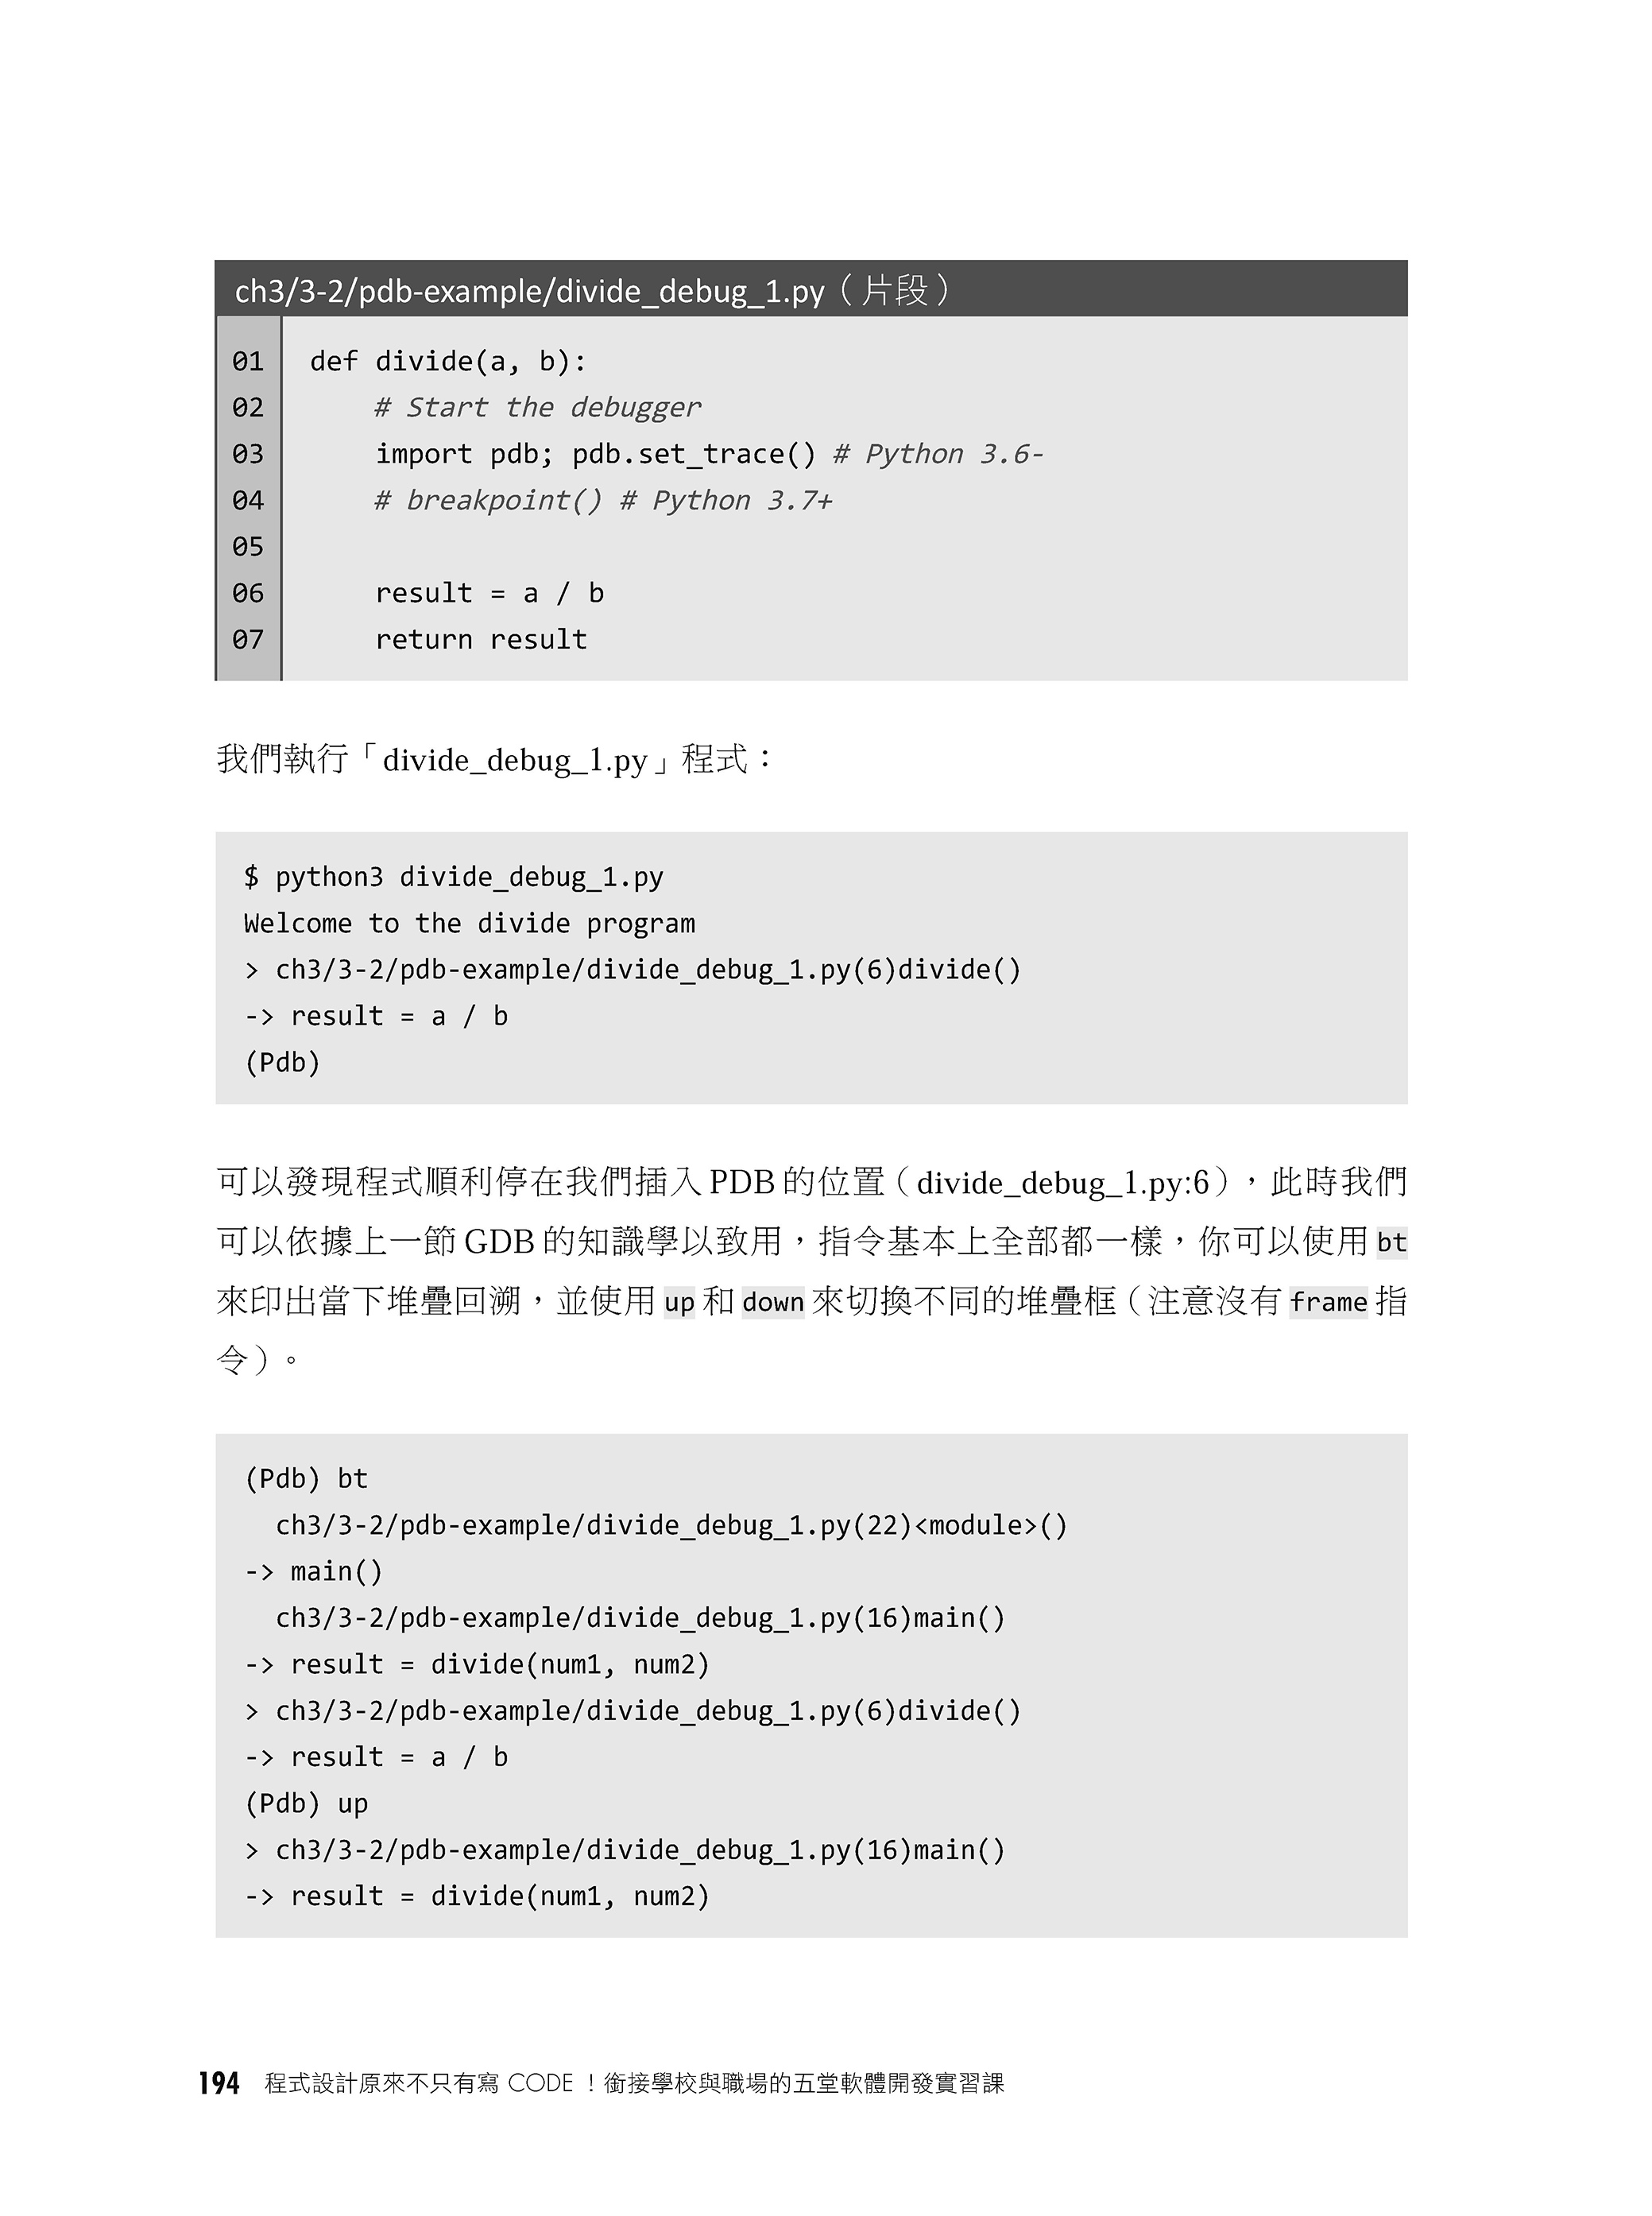 ch3/3-2/pdb-example/divide_debug_1.py（片段）
01 def divide(a, b):
02     # Start the debugger
03     import pdb; pdb.set_trace() # Python 3.6-
04     # breakpoint() # Python 3.7+
05
06     result = a / b
07     return result
我們執行「divide_debug_1.py」程式：
$ python3 divide_debug_1.py
Welcome to the divide program
> ch3/3-2/pdb-example/divide_debug_1.py(6)divide()
-> result = a / b
(Pdb)
可以發現程式順利停在我們插入 PDB 的位置（divide_debug_1.py:6），此時我們
可以依據上一節 GDB 的知識學以致用，指令基本上全部都一樣，你可以使用 bt
來印出當下堆疊回溯，並使用 up 和 down 來切換不同的堆疊框（注意沒有 frame 指
令）。
(Pdb) bt
  ch3/3-2/pdb-example/divide_debug_1.py(22)<module>()
-> main()
  ch3/3-2/pdb-example/divide_debug_1.py(16)main()
-> result = divide(num1, num2)
> ch3/3-2/pdb-example/divide_debug_1.py(6)divide()
-> result = a / b
(Pdb) up
> ch3/3-2/pdb-example/divide_debug_1.py(16)main()
-> result = divide(num1, num2)
194 程式設計原來不只有寫 CODE！銜接學校與職場的五堂軟體開發實習課